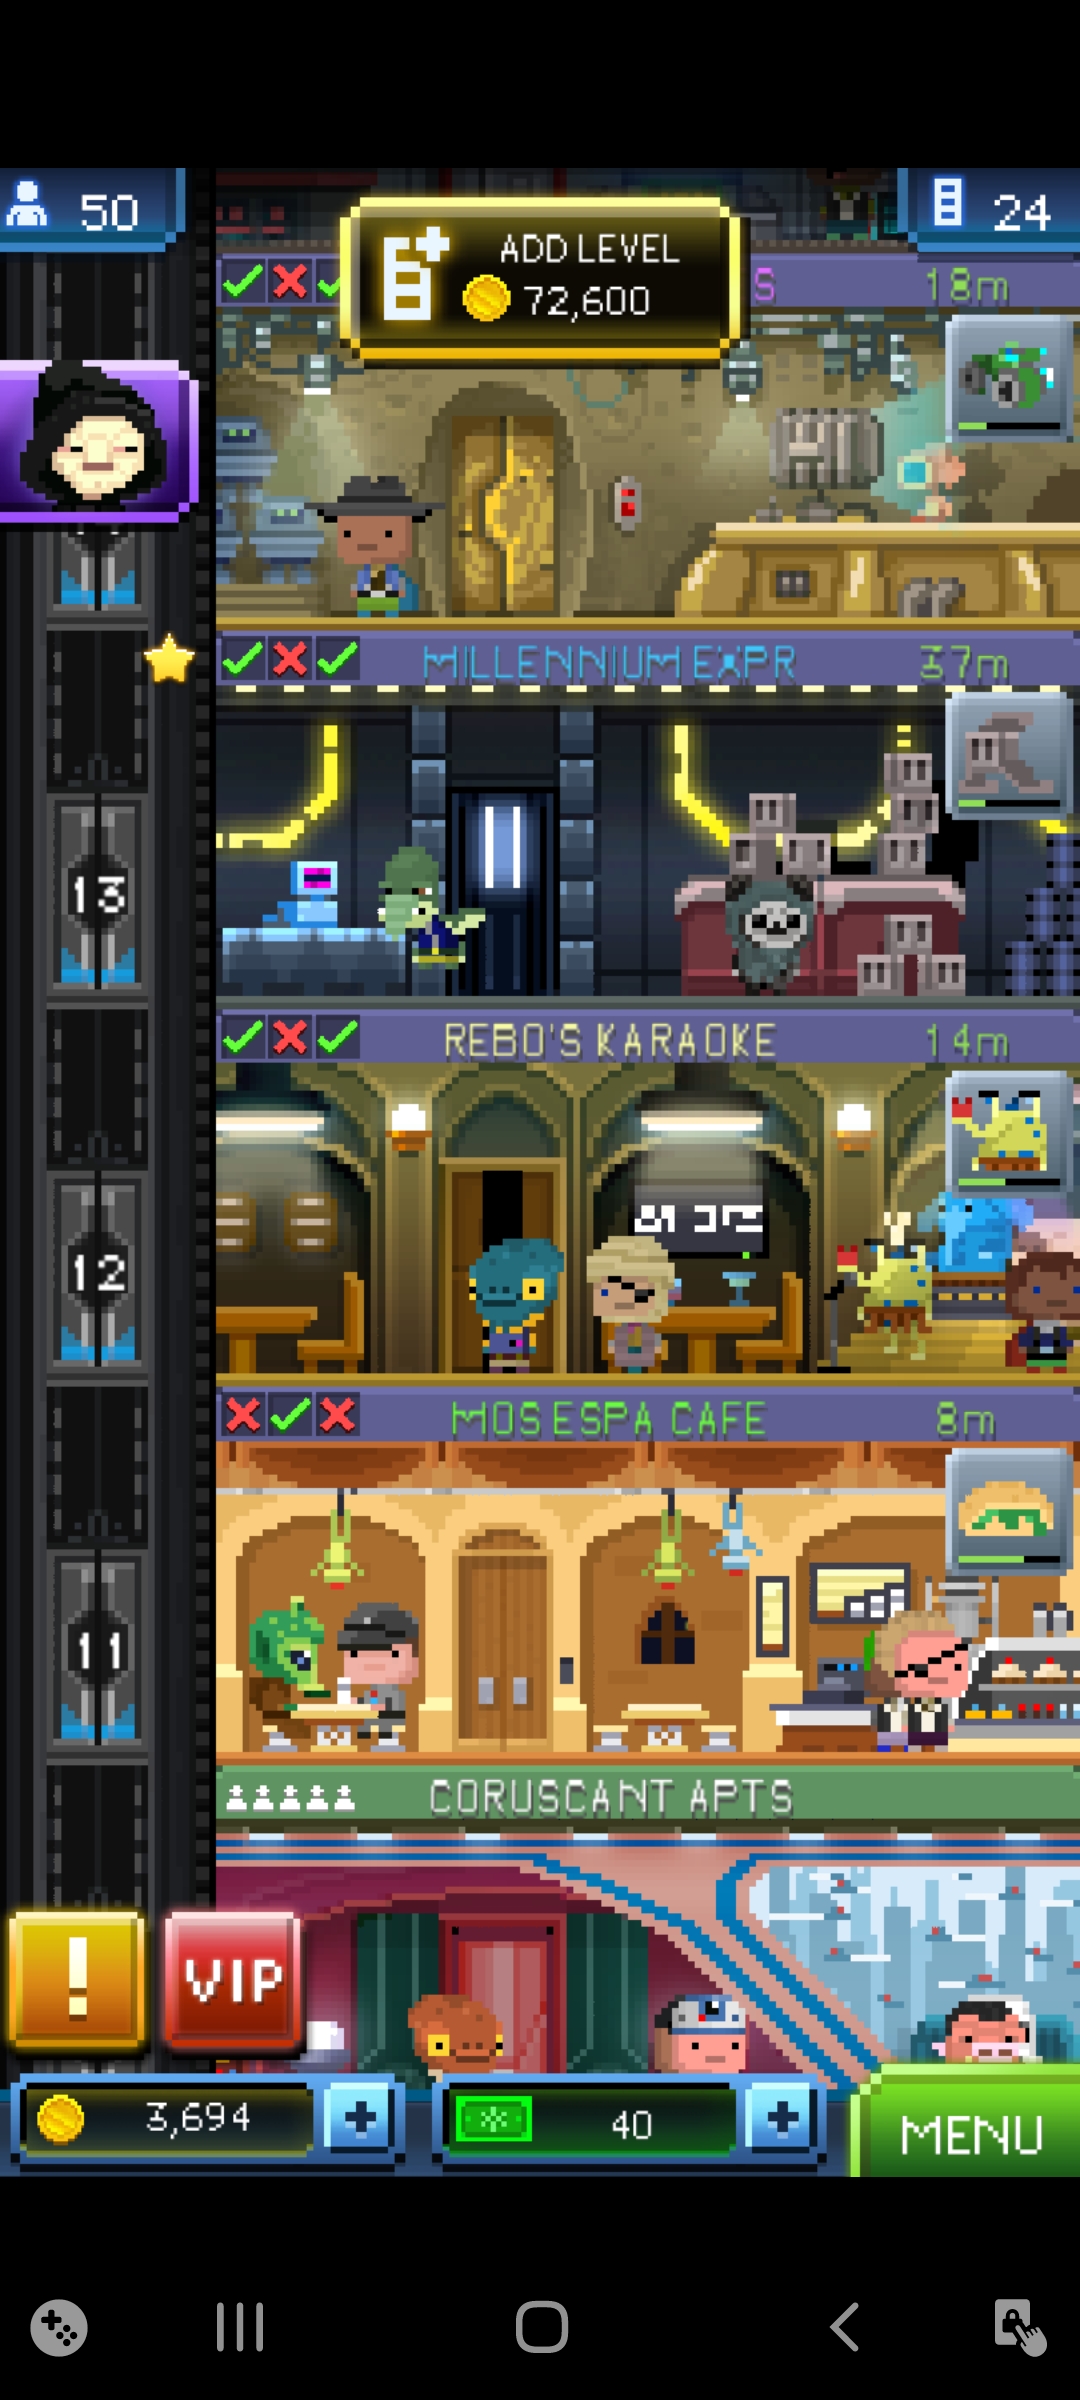 50
24
ADD LEVEL
72,600
S 18m
MILLENNIUM EXPR 37m
13
REBO'S KARAOKE 14m
12
MOS ESPA CAFE 8m
11
CORUSCANT APTS
! VIP
3,694
40
MENU